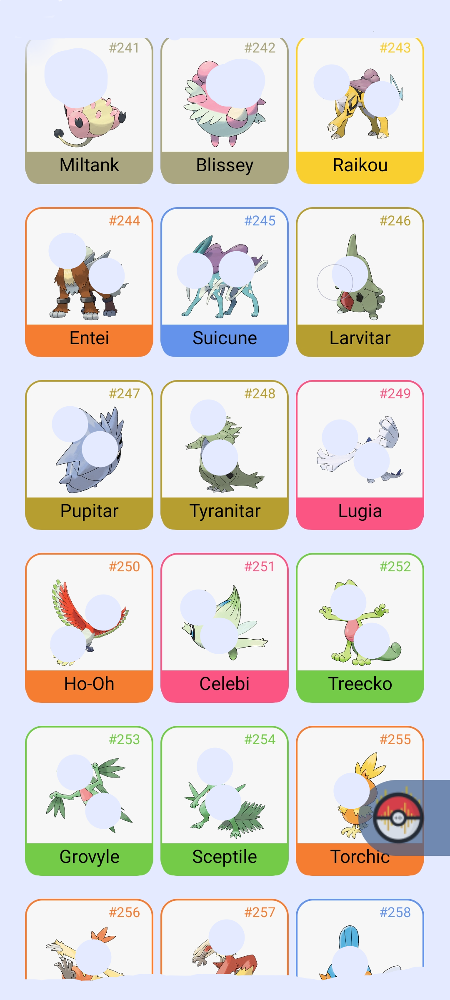 #241 #242 #243
Miltank Blissey Raikou
#244 #245 #246
Entei Suicune Larvitar
#247 #248 #249
Pupitar Tyranitar Lugia
#250 #251 #252
Ho-Oh Celebi Treecko
#253 #254 #255
Grovyle Sceptile Torchic
#256 #257 #258